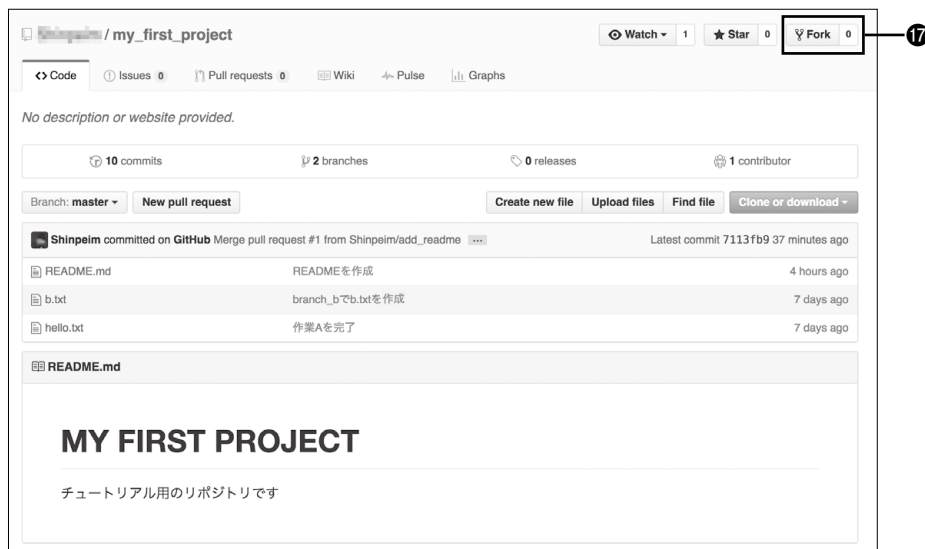 / my_first_project
Watch 1 Star 0 Fork 0
⓱
Code Issues 0 Pull requests 0 Wiki Pulse Graphs
No description or website provided.
10 commits 2 branches 0 releases 1 contributor
Branch: master New pull request Create new file Upload files Find file Clone or download
Shinpeim committed on GitHub Merge pull request #1 from Shinpeim/add_readme ... Latest commit 7113fb9 37 minutes ago
README.md READMEを作成 4 hours ago
b.txt branch_bでb.txtを作成 7 days ago
hello.txt 作業Aを完了 7 days ago
README.md
MY FIRST PROJECT
チュートリアル用のリポジトリです